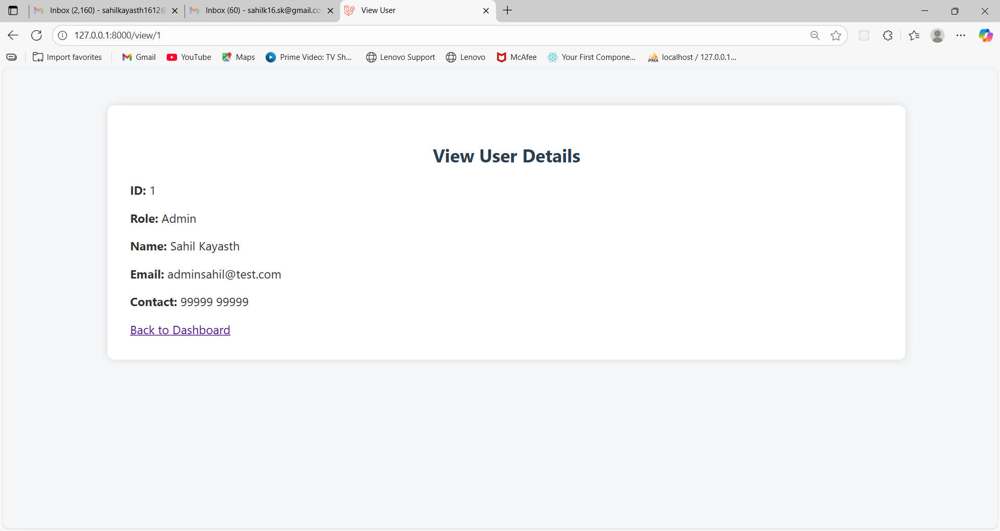 Inbox (2,160) - sahilkayasth1612@
Inbox (60) - sahilk16.sk@gmail.co
View User
127.0.0.1:8000/view/1
Import favorites
Gmail
YouTube
Maps
Prime Video: TV Sh...
Lenovo Support
Lenovo
McAfee
Your First Compone...
PMA
localhost / 127.0.0.1...
View User Details
ID: 1
Role: Admin
Name: Sahil Kayasth
Email: adminsahil@test.com
Contact: 99999 99999
Back to Dashboard